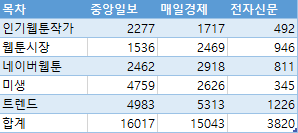 목차 중앙일보 매일경제 전자신문
인기웹툰작가 2277 1717 492
웹툰시장 1536 2469 946
네이버웹툰 2462 2918 811
미생 4759 2626 345
트렌드 4983 5313 1226
합계 16017 15043 3820